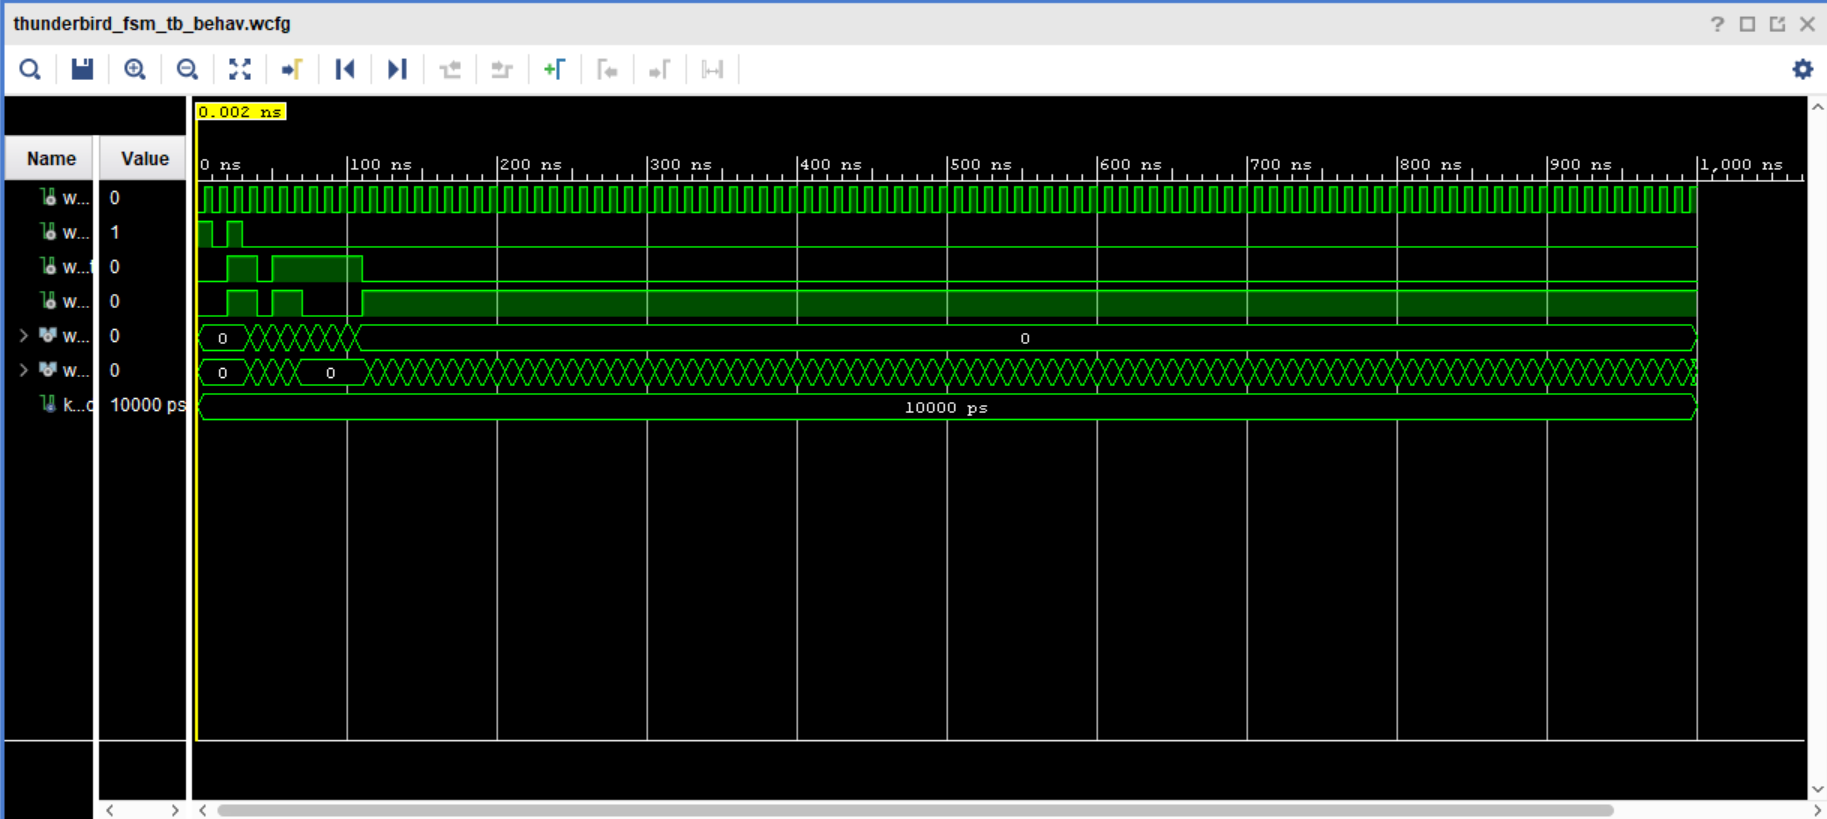 thunderbird_fsm_tb_behav.wcfg
?
0.002 ns
Name Value
0 ns 100 ns 200 ns 300 ns 400 ns 500 ns 600 ns 700 ns 800 ns 900 ns 1,000 ns
w... 0
w... 1
w... 0
w... 0
w... 0 0 0
w... 0 0 0
k... 10000 ps 10000 ps